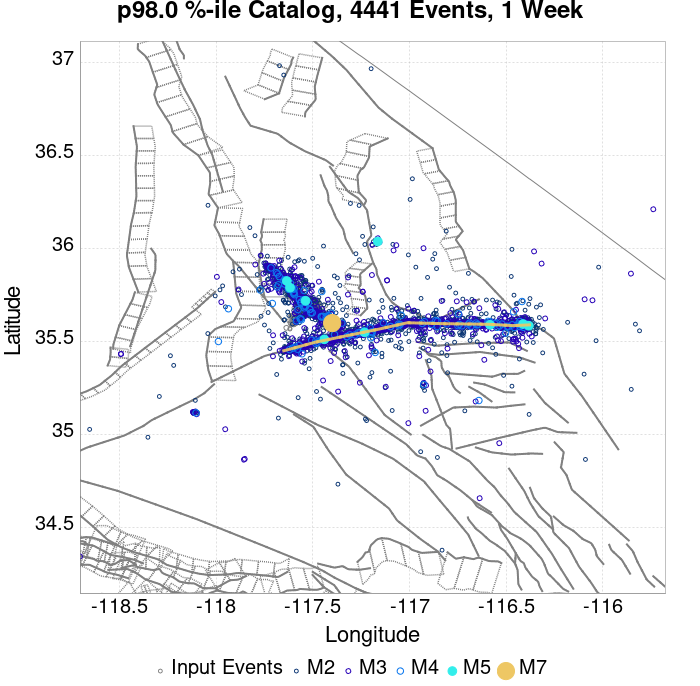 p98.0 %-ile Catalog, 4441 Events, 1 Week
37
36.5
36
35.5
35
34.5
Latitude
-118.5 -118 -117.5 -117 -116.5 -116
Longitude
Input Events M2 M3 M4 M5 M7